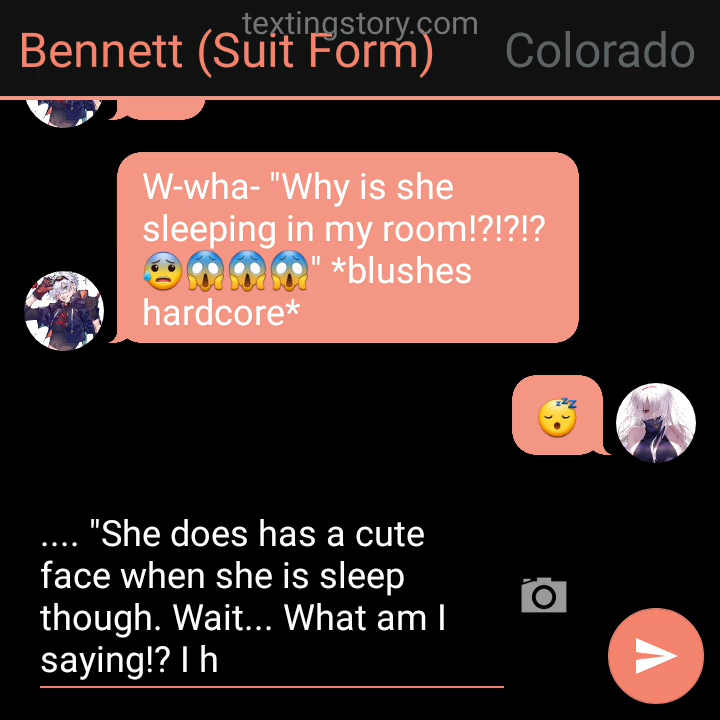 textingstory.com
Bennett (Suit Form)
Colorado
W-wha- "Why is she
sleeping in my room!?!?!?
😰😱😱😱" *blushes
hardcore*
😴
.... "She does has a cute
face when she is sleep
though. Wait... What am I
saying!? I h